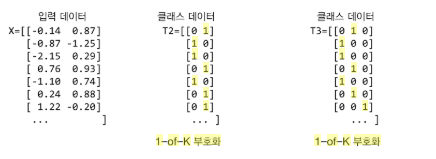 입력 데이터 클래스 데이터 클래스 데이터
X=[[-0.14 0.87] T2=[[0 1] T3=[[0 1 0]
[-0.87 -1.25] [1 0] [1 0 0]
[-2.15 0.29] [1 0] [1 0 0]
[ 0.76 0.93] [0 1] [0 1 0]
[-1.10 0.74] [1 0] [1 0 0]
[ 0.24 0.88] [0 1] [0 1 0]
[ 1.22 -0.20] [0 1] [0 0 1]
... ] ... ] ... ]
1-of-K 부호화 1-of-K 부호화